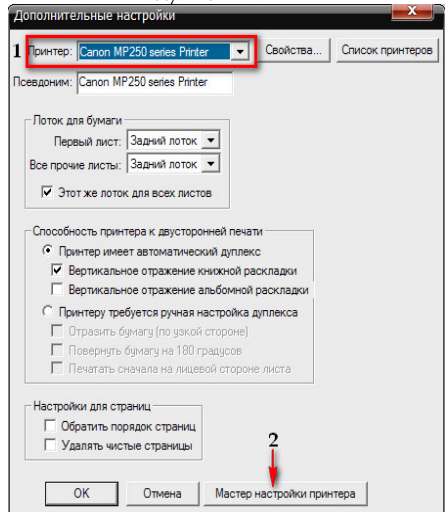 Дополнительные настройки
1 Принтер: Canon MP250 series Printer Свойства... Список принтеров
Псевдоним: Canon MP250 series Printer
Лоток для бумаги
Первый лист: Задний лоток
Все прочие листы: Задний лоток
Этот же лоток для всех листов
Способность принтера к двусторонней печати
Принтер имеет автоматический дуплекс
Вертикальное отражение книжной раскладки
Вертикальное отражение альбомной раскладки
Принтеру требуется ручная настройка дуплекса
Отразить бумагу (по узкой стороне)
Повернуть бумагу на 180 градусов
Печатать сначала на лицевой стороне листа
Настройки для страниц
Обратить порядок страниц
Удалять чистые страницы
2
OK Отмена Мастер настройки принтера